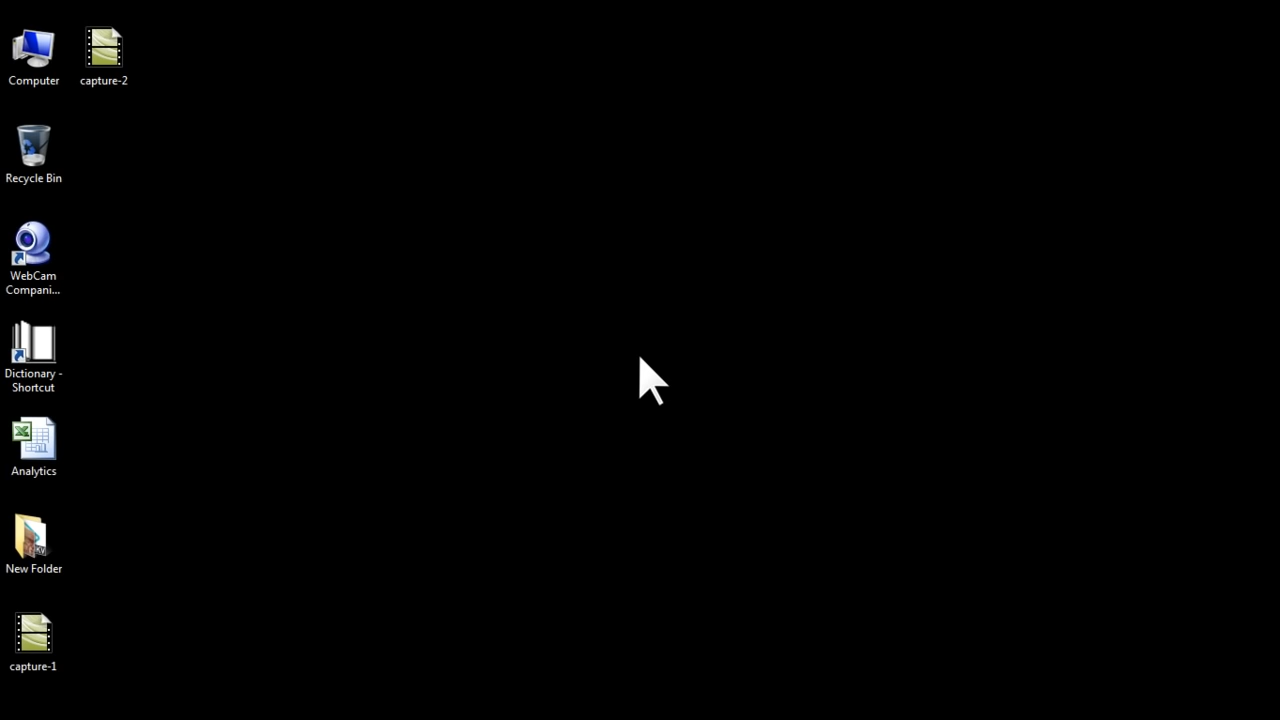 Computer
capture-2
Recycle Bin
WebCam
Compani...
Dictionary -
Shortcut
Analytics
New Folder
capture-1